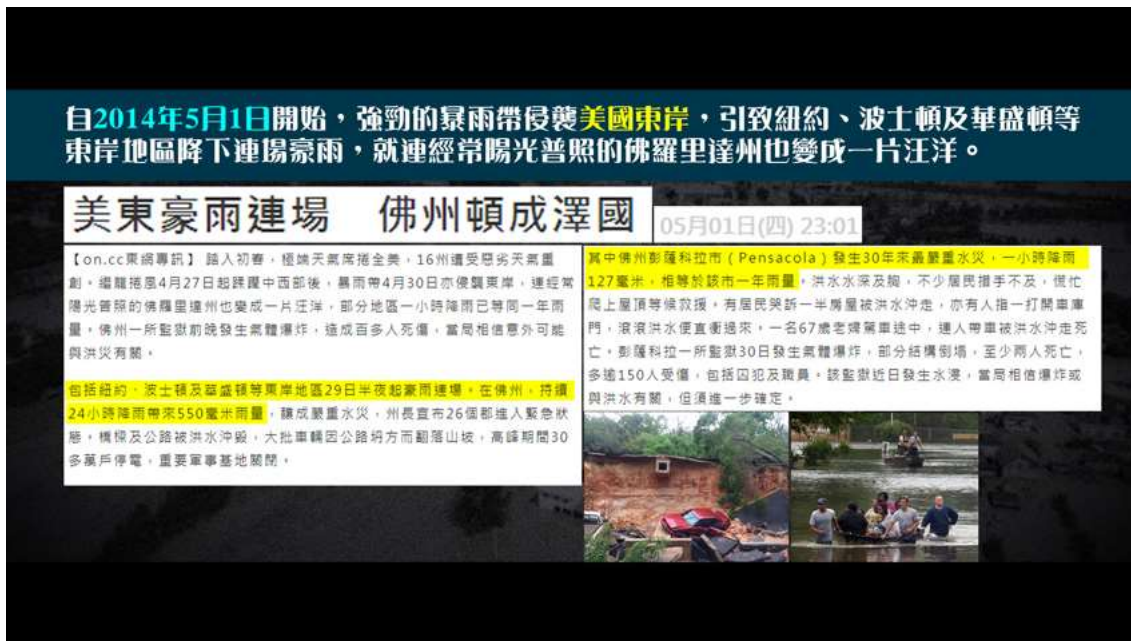 自2014年5月1日開始，強勁的暴雨帶侵襲美國東岸，引致紐約、波士頓及華盛頓等
東岸地區降下連場豪雨，就連經常陽光普照的佛羅里達州也變成一片汪洋。
美東豪雨連場　佛州頓成澤國
05月01日(四) 23:01
【on.cc東網專訊】 踏入初春，極端天氣席捲全美，16州遭受惡劣天氣重
創。繼龍捲風4月27日起蹂躪中西部後，暴雨帶4月30日亦侵襲東岸，連經常
陽光普照的佛羅里達州也變成一片汪洋，部分地區一小時降雨已等同一年雨
量。佛州一所監獄前晚發生氣體爆炸，造成百多人死傷，當局相信意外可能
與洪災有關。
包括紐約、波士頓及華盛頓等東岸地區29日半夜起豪雨連場。在佛州，持續
24小時降雨帶來550毫米雨量，釀成嚴重水災，州長宣布26個郡進入緊急狀
態。橋樑及公路被洪水沖毀，大批車輛因公路坍方而翻落山坡，高峰期間30
多萬戶停電，重要軍事基地關閉。
其中佛州彭薩科拉市（Pensacola）發生30年來最嚴重水災，一小時降雨
127毫米，相等於該市一年雨量。洪水水深及胸，不少居民措手不及，慌忙
爬上屋頂等候救援。有居民哭訴一半房屋被洪水沖走，亦有人指一打開車庫
門，滾滾洪水便直衝過來。一名67歲老婦駕車途中，連人帶車被洪水沖走死
亡。彭薩科拉一所監獄30日發生氣體爆炸，部分結構倒塌，至少兩人死亡，
多逾150人受傷，包括囚犯及職員。該監獄近日發生水浸，當局相信爆炸或
與洪水有關，但須進一步確定。